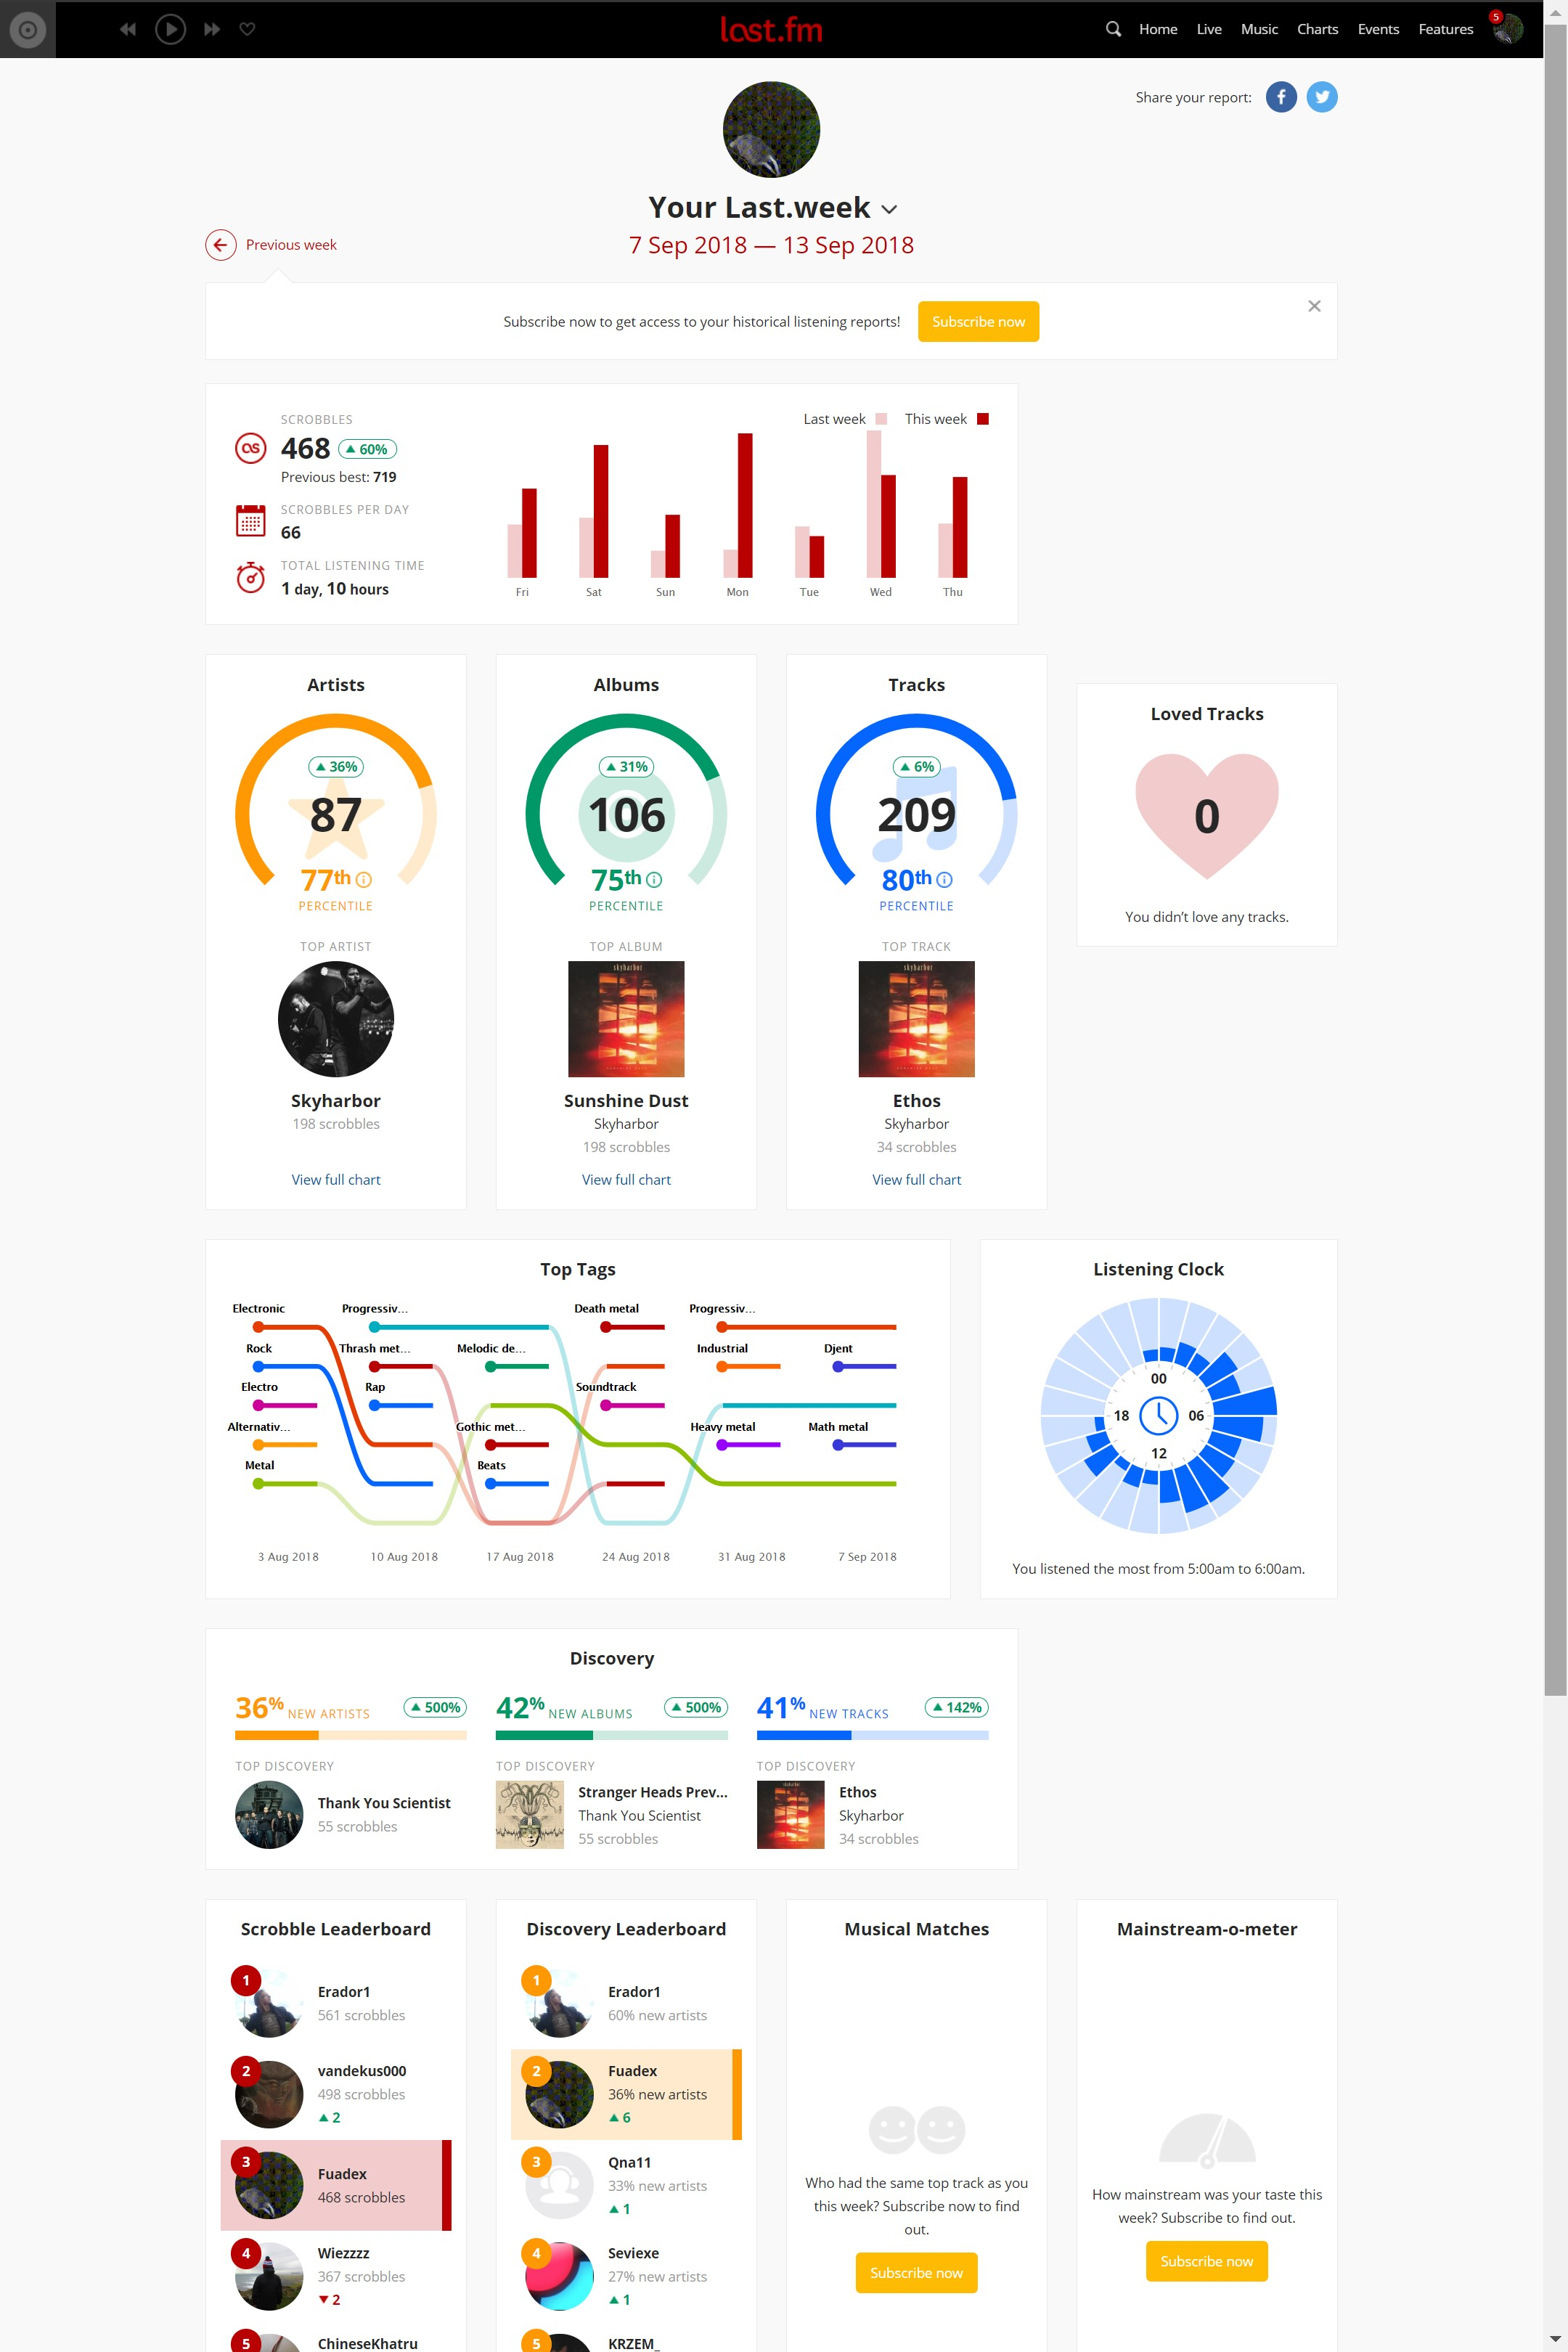 last.fm
Home
Live
Music
Charts
Events
Features
5
Share your report:
Your Last.week
7 Sep 2018 — 13 Sep 2018
Previous week
Subscribe now to get access to your historical listening reports!
Subscribe now
SCROBBLES
468
60%
Previous best: 719
SCROBBLES PER DAY
66
TOTAL LISTENING TIME
1 day, 10 hours
Last week
This week
Fri
Sat
Sun
Mon
Tue
Wed
Thu
Artists
36%
87
77th
PERCENTILE
TOP ARTIST
Skyharbor
198 scrobbles
View full chart
Albums
31%
106
75th
PERCENTILE
TOP ALBUM
skyharbor
Sunshine Dust
Skyharbor
198 scrobbles
View full chart
Tracks
6%
209
80th
PERCENTILE
TOP TRACK
skyharbor
Ethos
Skyharbor
34 scrobbles
View full chart
Loved Tracks
0
You didn’t love any tracks.
Top Tags
Electronic
Progressiv...
Death metal
Progressiv...
Rock
Thrash met...
Melodic de...
Industrial
Djent
Electro
Rap
Soundtrack
Alternativ...
Gothic met...
Heavy metal
Math metal
Metal
Beats
3 Aug 2018
10 Aug 2018
17 Aug 2018
24 Aug 2018
31 Aug 2018
7 Sep 2018
Listening Clock
00
18
06
12
You listened the most from 5:00am to 6:00am.
Discovery
36% NEW ARTISTS
500%
TOP DISCOVERY
Thank You Scientist
55 scrobbles
42% NEW ALBUMS
500%
TOP DISCOVERY
Stranger Heads Prev...
Thank You Scientist
55 scrobbles
41% NEW TRACKS
142%
TOP DISCOVERY
Ethos
Skyharbor
34 scrobbles
Scrobble Leaderboard
1
Erador1
561 scrobbles
2
vandekus000
498 scrobbles
2
3
Fuadex
468 scrobbles
4
Wiezzzz
367 scrobbles
2
5
ChineseKhatru
Discovery Leaderboard
1
Erador1
60% new artists
2
Fuadex
36% new artists
6
3
Qna11
33% new artists
1
4
Seviexe
27% new artists
1
5
KRZEM_
Musical Matches
Who had the same top track as you
this week? Subscribe now to find
out.
Subscribe now
Mainstream-o-meter
How mainstream was your taste this
week? Subscribe to find out.
Subscribe now